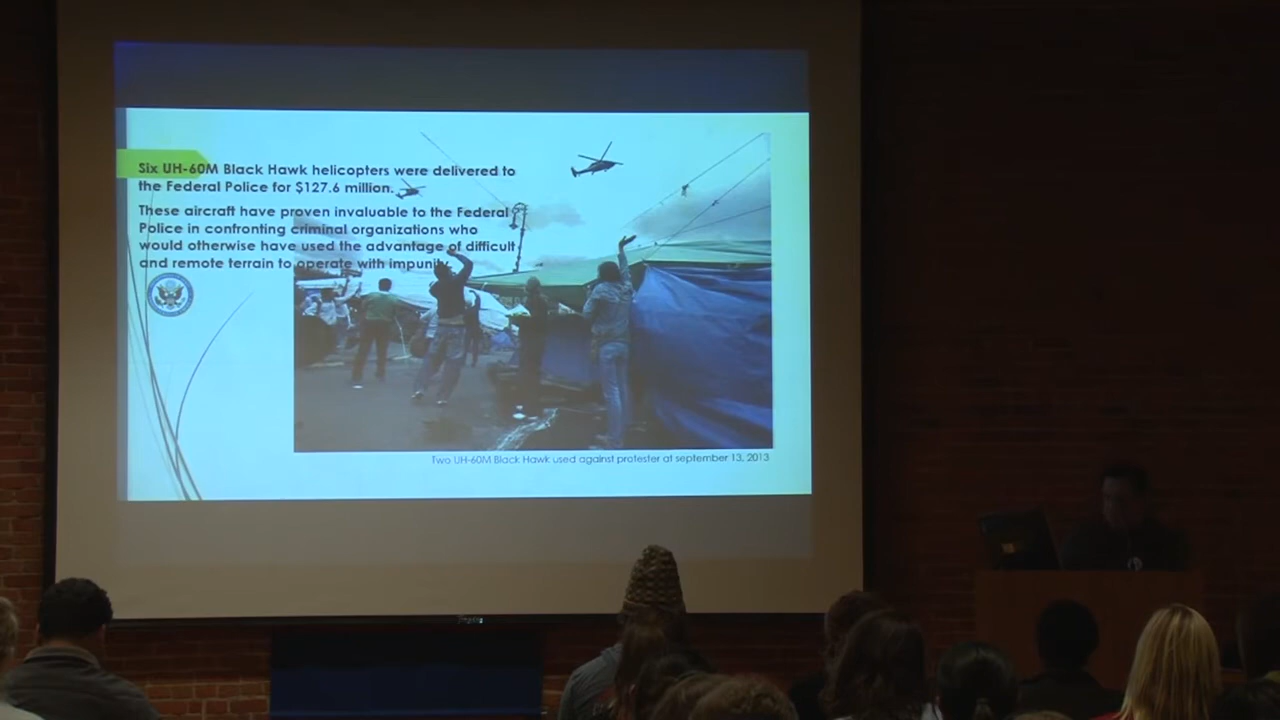 Six UH-60M Black Hawk helicopters were delivered to
the Federal Police for $127.6 million.
These aircraft have proven invaluable to the Federal
Police in confronting criminal organizations who
would otherwise have used the advantage of difficult
and remote terrain to operate with impunity.
Two UH-60M Black Hawk used against protester at september 13, 2013